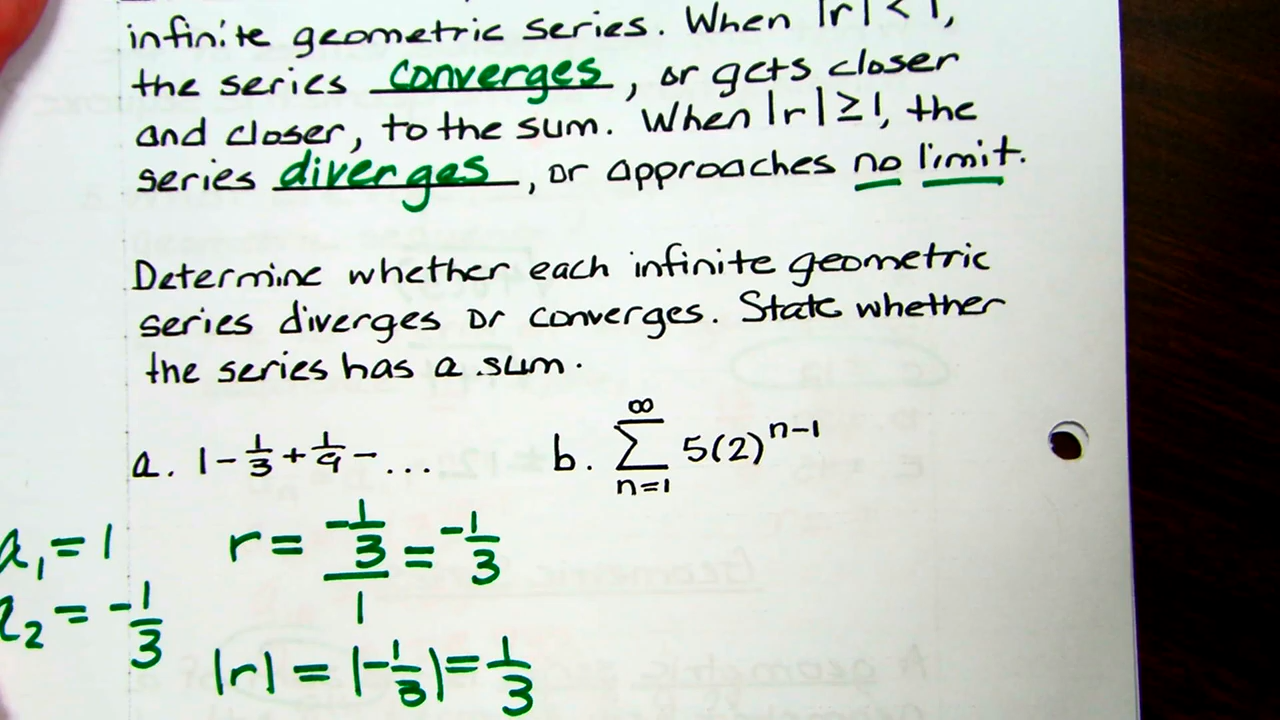 infinite geometric series. When |r| < 1,
the series converges, or gets closer
and closer, to the sum. When |r| ≥ 1, the
series diverges, or approaches no limit.
Determine whether each infinite geometric
series diverges or converges. State whether
the series has a sum.
a. 1 - 1/3 + 1/9 - ...
b. ∞ Σ n=1 5(2)^n-1
a₁ = 1
a₂ = -1/3
r = (-1/3)/1 = -1/3
|r| = |-1/3| = 1/3